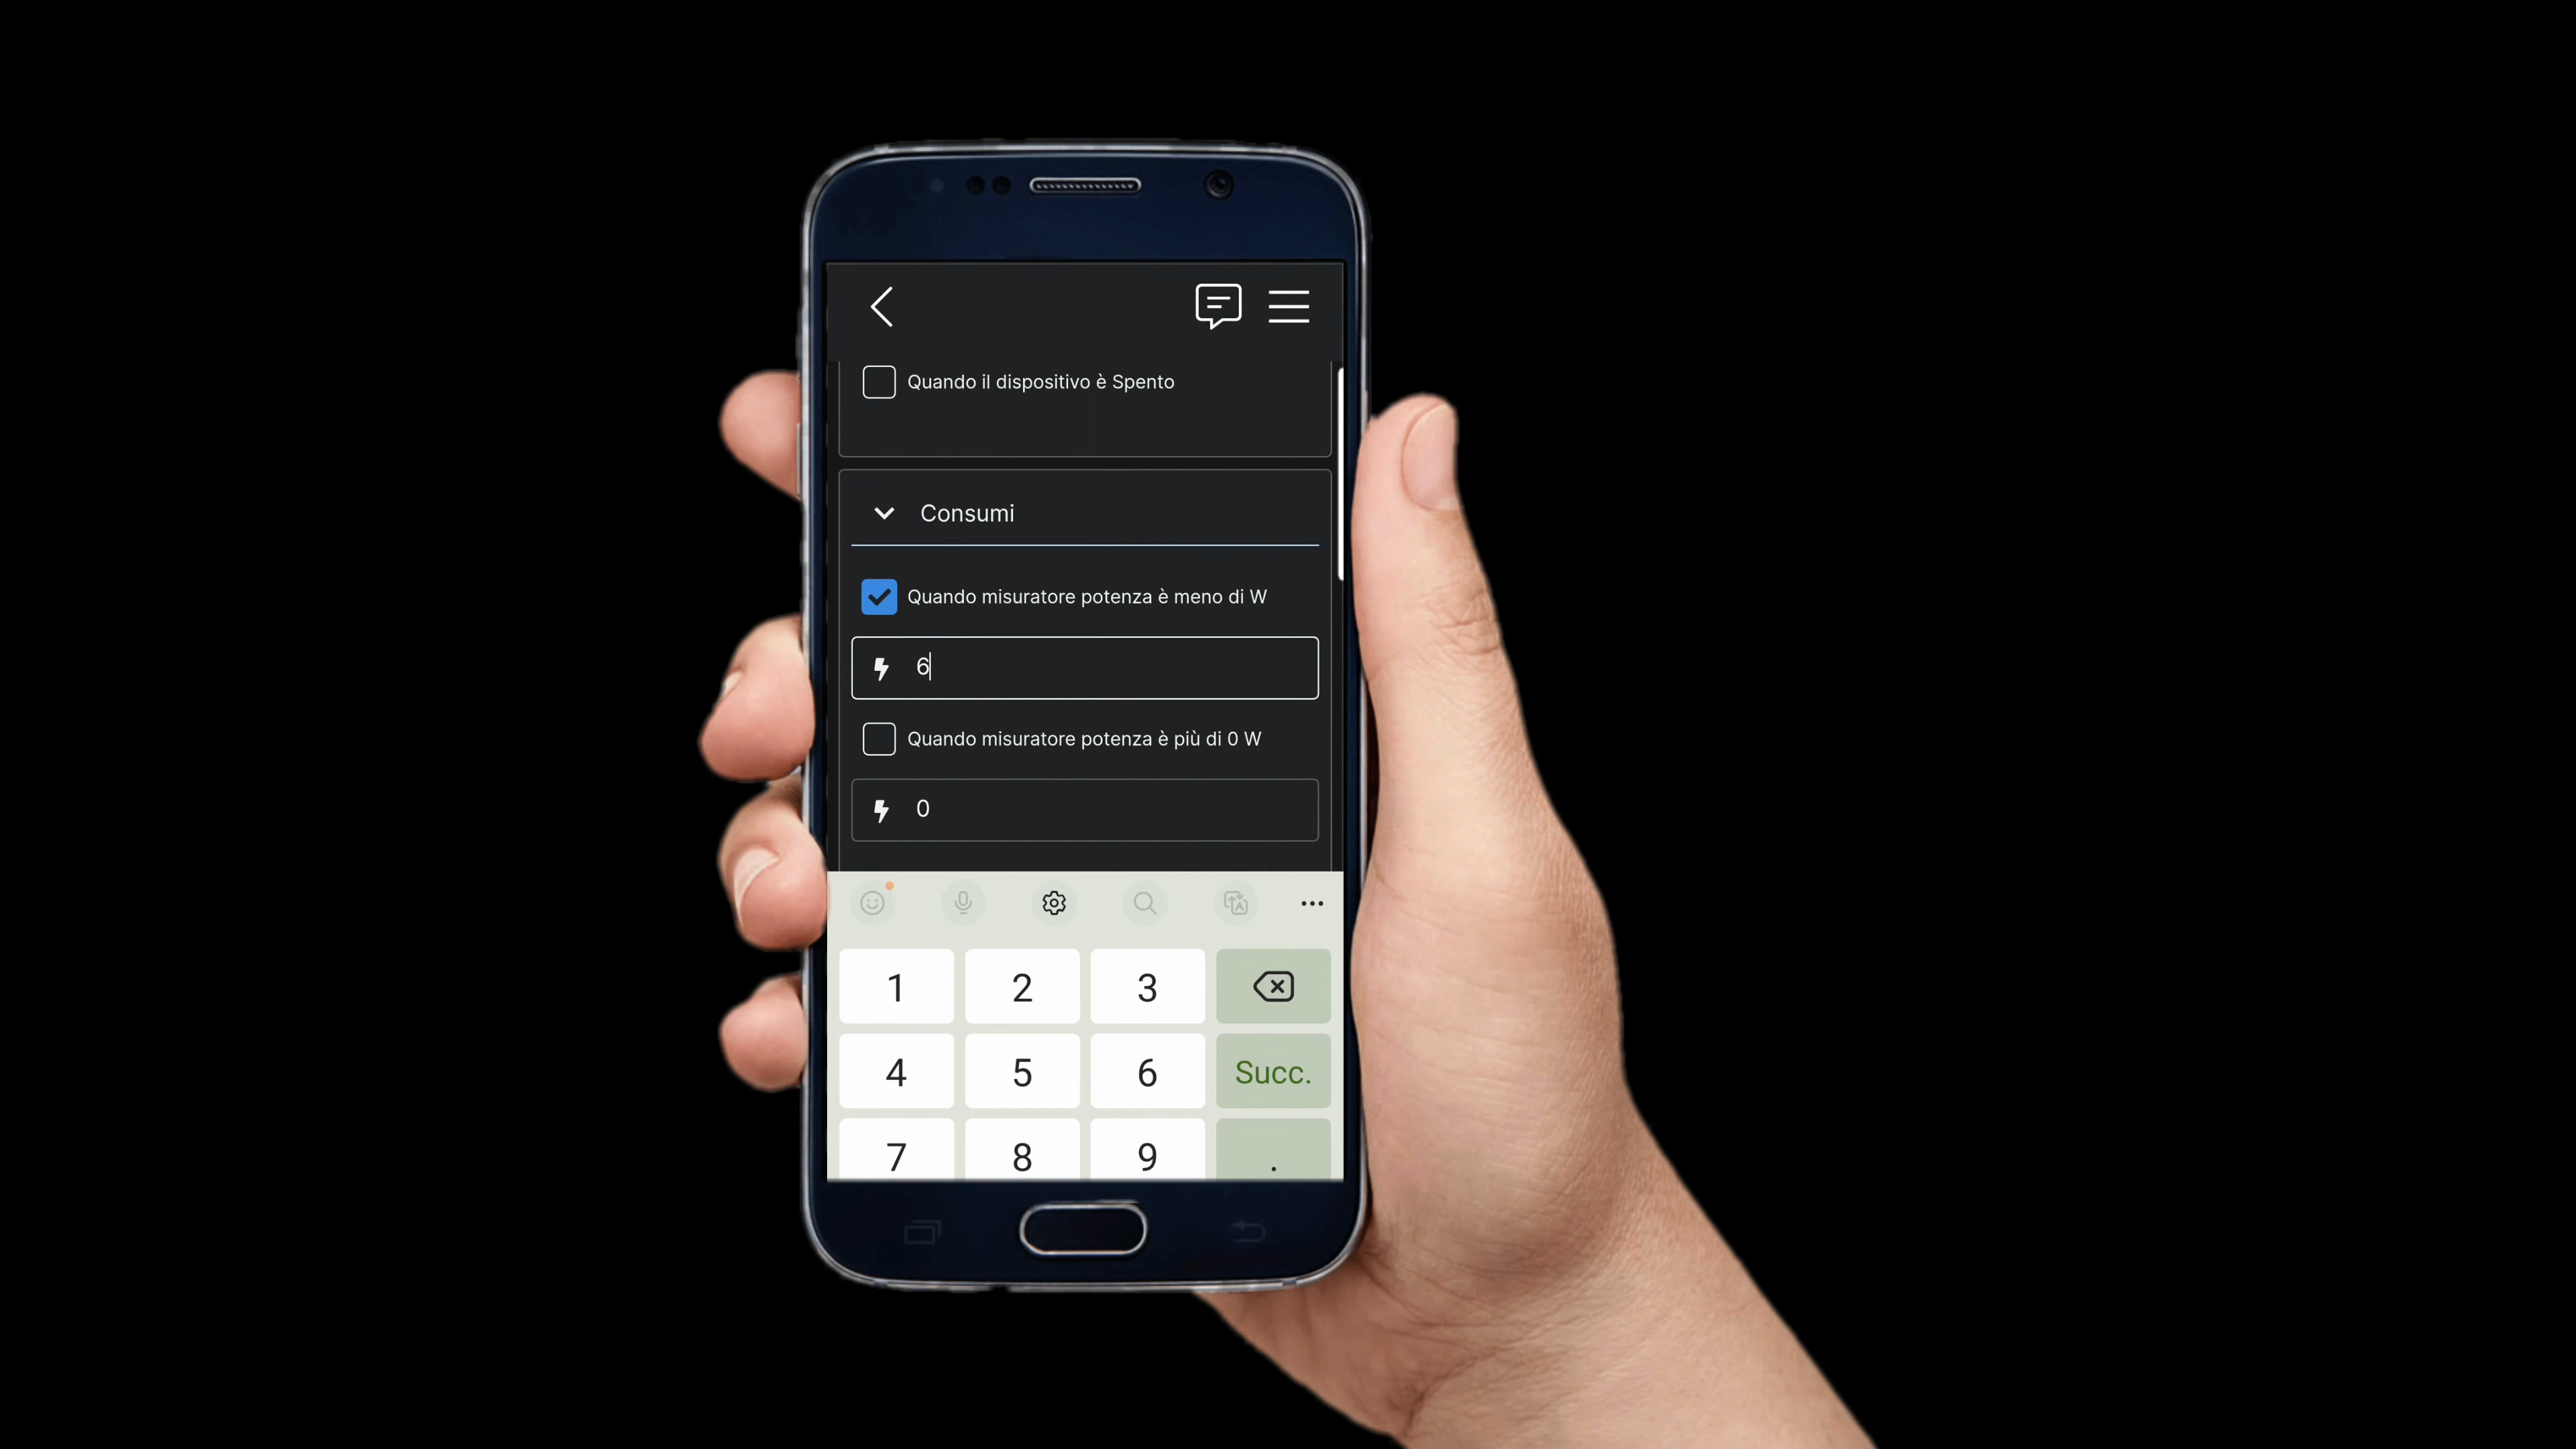 Quando il dispositivo è Spento
Consumi
Quando misuratore potenza è meno di W
6
Quando misuratore potenza è più di 0 W
0
1 2 3
4 5 6 Succ.
7 8 9 .